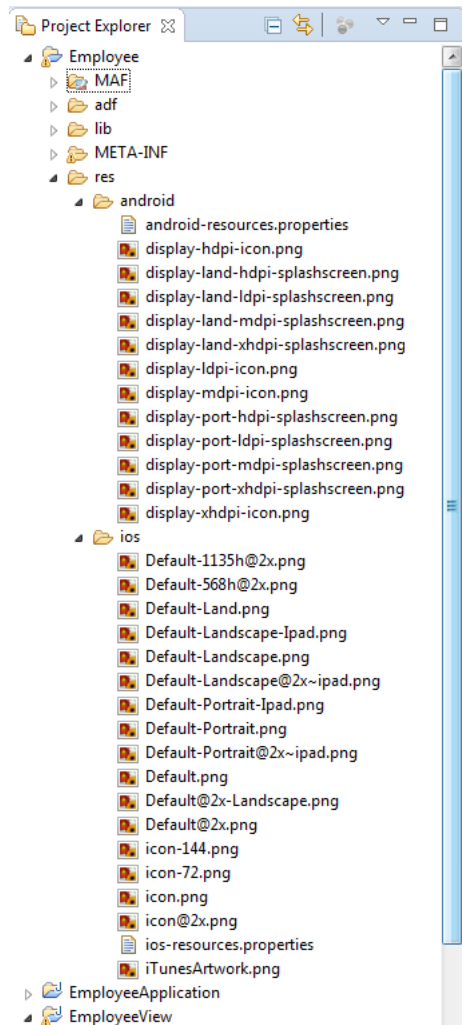 Project Explorer
Employee
MAF
adf
lib
META-INF
res
android
android-resources.properties
display-hdpi-icon.png
display-land-hdpi-splashscreen.png
display-land-ldpi-splashscreen.png
display-land-mdpi-splashscreen.png
display-land-xhdpi-splashscreen.png
display-ldpi-icon.png
display-mdpi-icon.png
display-port-hdpi-splashscreen.png
display-port-ldpi-splashscreen.png
display-port-mdpi-splashscreen.png
display-port-xhdpi-splashscreen.png
display-xhdpi-icon.png
ios
Default-1135h@2x.png
Default-568h@2x.png
Default-Land.png
Default-Landscape-Ipad.png
Default-Landscape.png
Default-Landscape@2x~ipad.png
Default-Portrait-Ipad.png
Default-Portrait.png
Default-Portrait@2x~ipad.png
Default.png
Default@2x-Landscape.png
Default@2x.png
icon-144.png
icon-72.png
icon.png
icon@2x.png
ios-resources.properties
iTunesArtwork.png
EmployeeApplication
EmployeeView